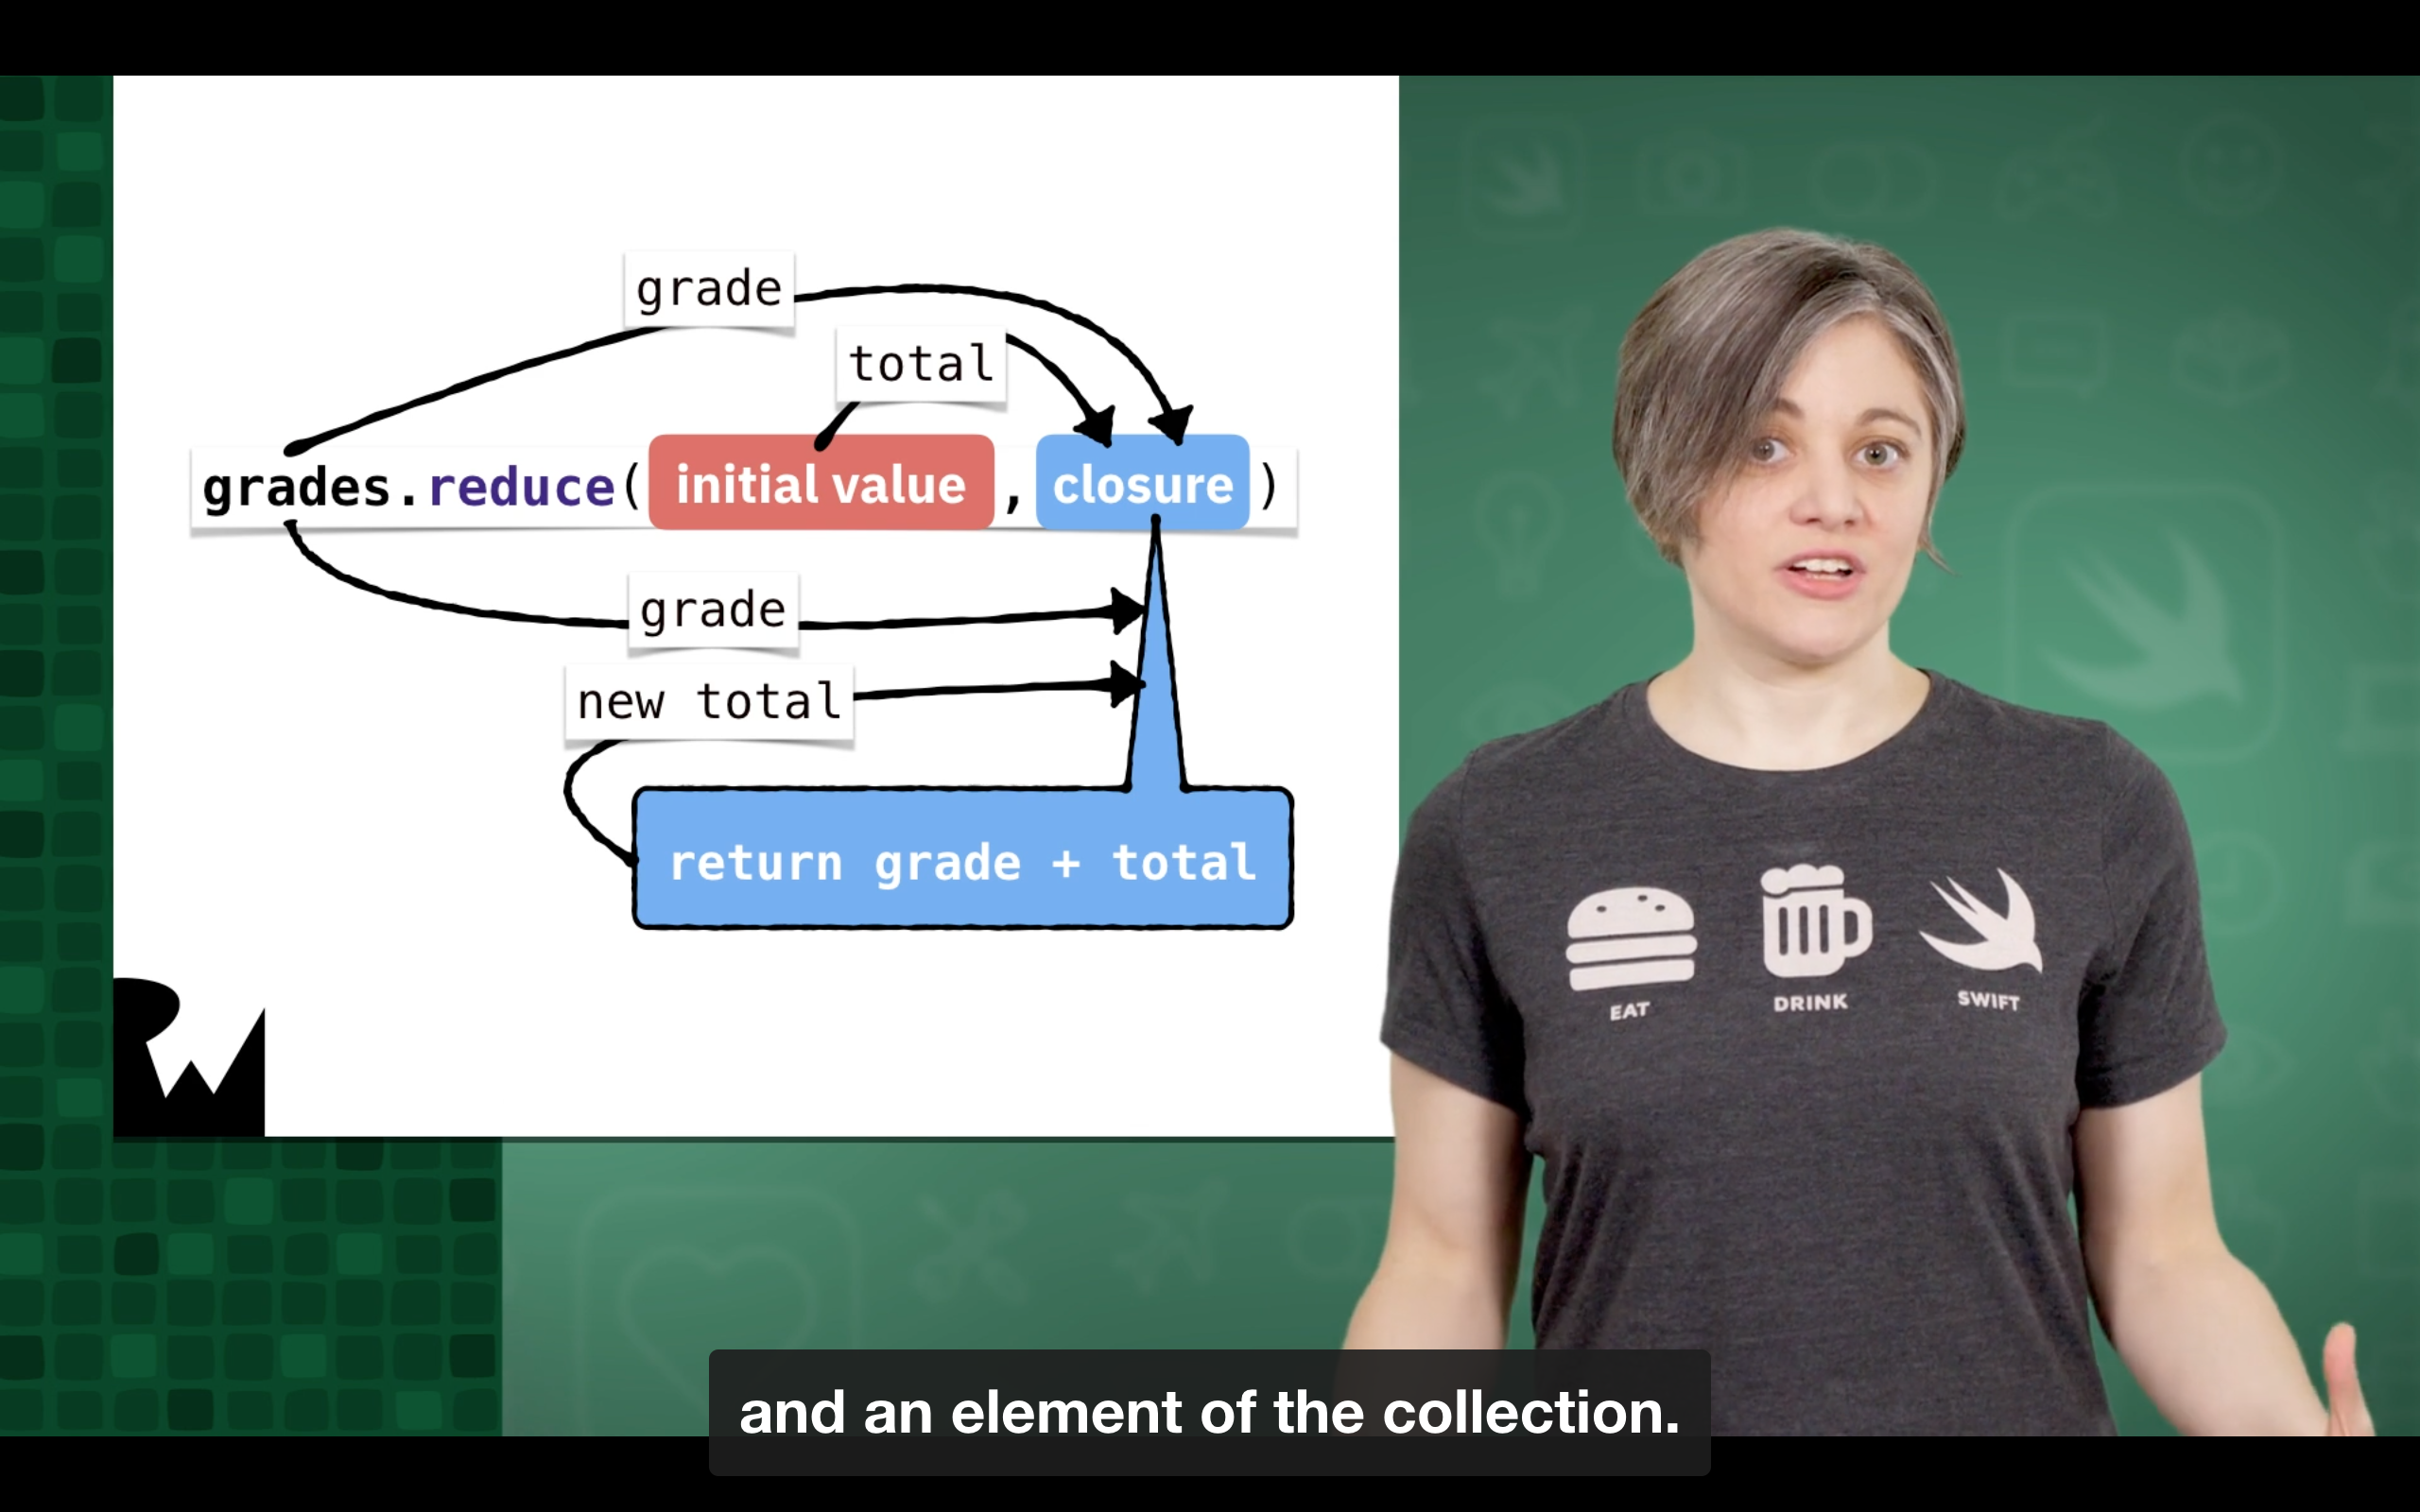 grade
total
grades.reduce( initial value , closure )
grade
new total
return grade + total
RW
EAT
DRINK
SWIFT
and an element of the collection.